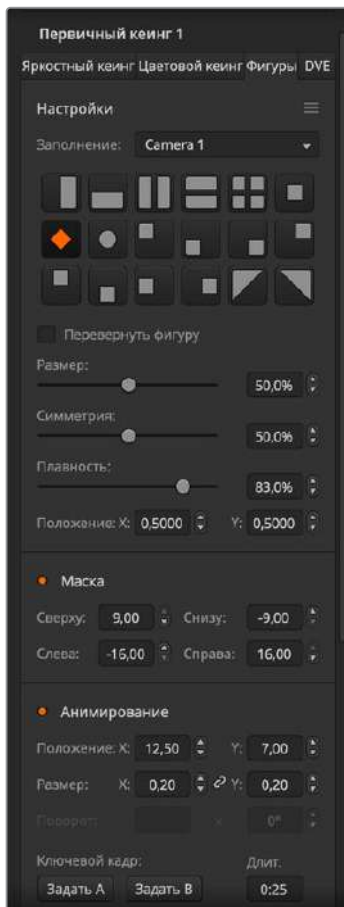 Первичный кеинг 1
Яркостный кеинг Цветовой кеинг Фигуры DVE
Настройки
Заполнение: Camera 1
Перевернуть фигуру
Размер:
50,0%
Симметрия:
50.0%
Плавность:
83,0%
Положение: X: 0,5000 Y: 0,5000
Маска
Сверху: 9,00 Снизу: -9,00
Слева: -16,00 Справа: 16,00
Анимирование
Положение: X: 12,50 Y: 7,00
Размер: X: 0,20 Y: 0,20
Поворот: x 0°
Ключевой кадр: Длит.
Задать A Задать B 0:25